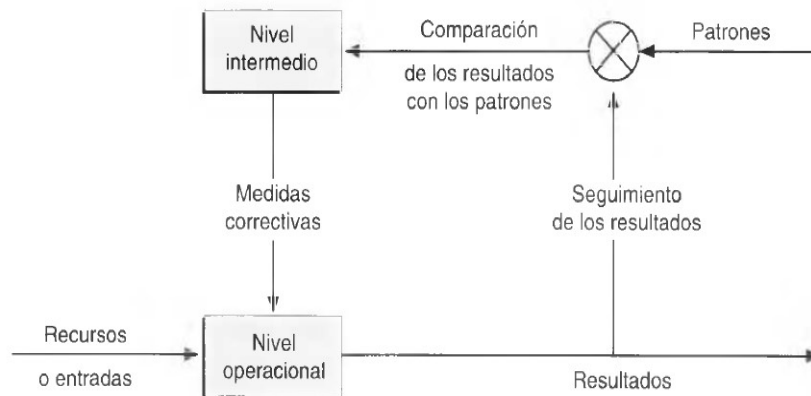 Nivel
intermedio
Comparación
de los resultados
con los patrones
Patrones
Medidas
correctivas
Seguimiento
de los resultados
Recursos
o entradas
Nivel
operacional
Resultados